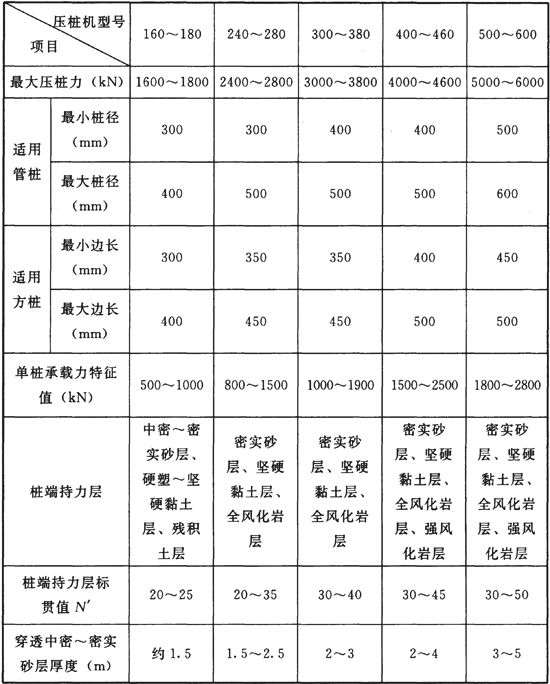 压桩机型号
项目
160～180
240～280
300～380
400～460
500～600
最大压桩力（kN）
1600～1800
2400～2800
3000～3800
4000～4600
5000～6000
适用
管桩
最小桩径
（mm）
300
300
400
400
500
最大桩径
（mm）
400
500
500
500
600
适用
方桩
最小边长
（mm）
300
350
350
400
450
最大边长
（mm）
400
450
450
500
500
单桩承载力特征
值（kN）
500～1000
800～1500
1000～1900
1500～2500
1800～2800
桩端持力层
中密～密
实砂层、
硬塑～坚
硬黏土
层、残积
土层
密实砂
层、坚硬
黏土层、
全风化岩
层
密实砂
层、坚硬
黏土层、
全风化岩
层
密实砂
层、坚硬
黏土层、
全风化岩
层、强风
化岩层
密实砂
层、坚硬
黏土层、
全风化岩
层、强风
化岩层
桩端持力层标
贯值 N′
20～25
20～35
30～40
30～45
30～50
穿透中密～密实
砂层厚度（m）
约 1.5
1.5～2.5
2～3
2～4
3～5